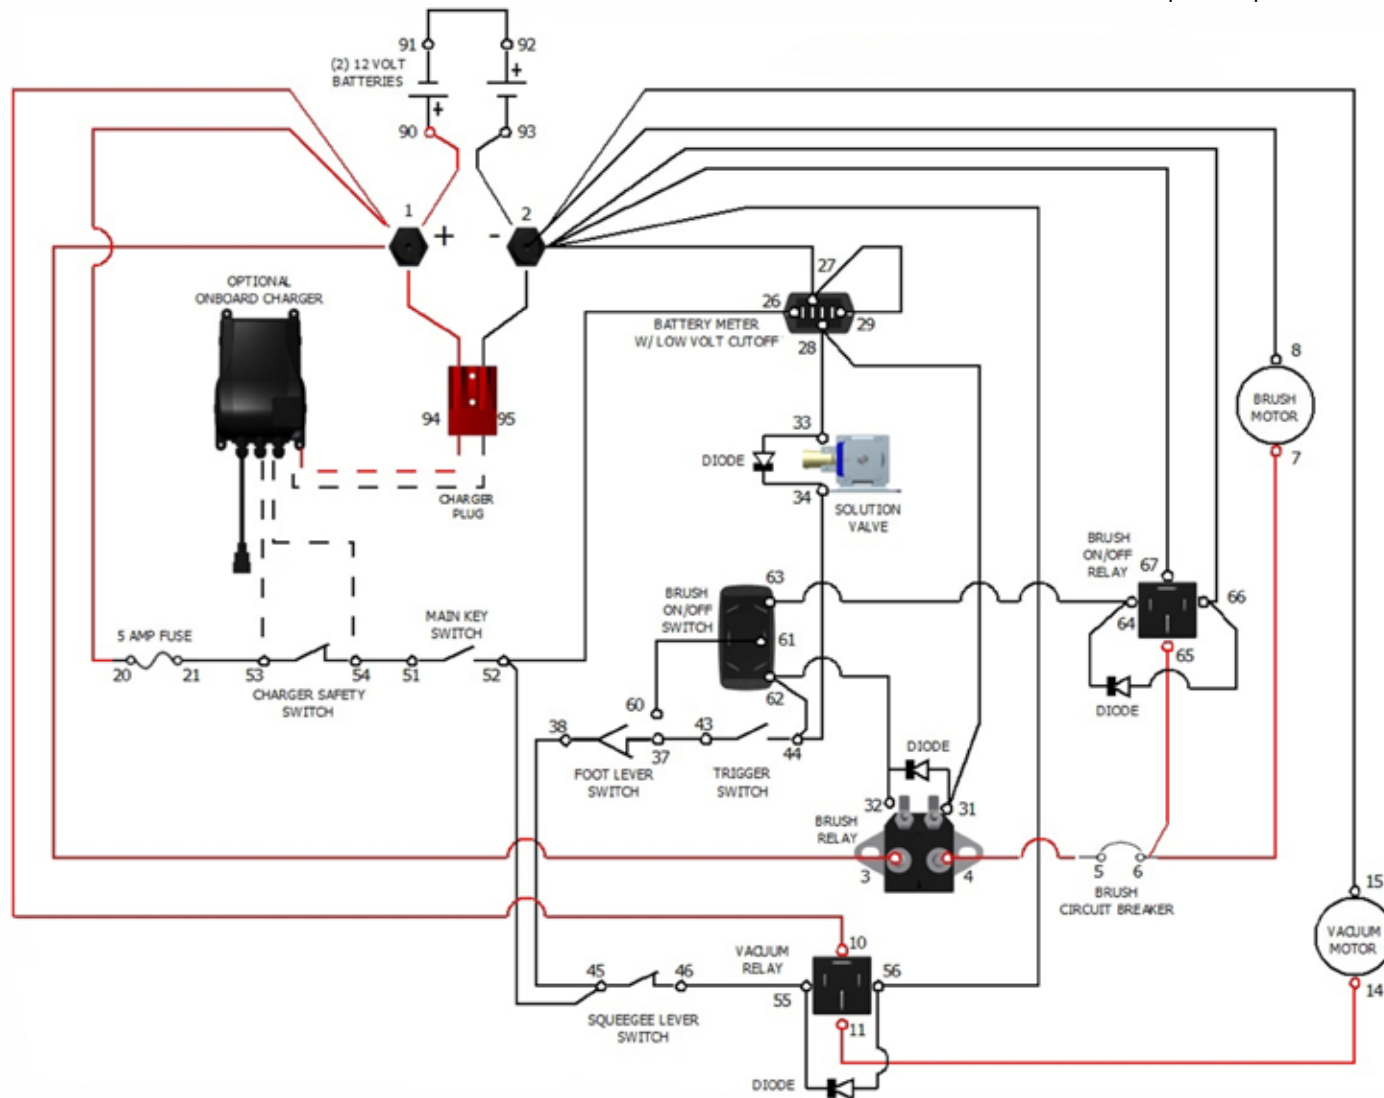 91
92
(2) 12 VOLT
BATTERIES
+
+
90
93
1
2
+
-
27
OPTIONAL
ONBOARD CHARGER
26
29
BATTERY METER
W/ LOW VOLT CUTOFF
28
8
BRUSH
MOTOR
7
94
95
33
DIODE
34
SOLUTION
VALVE
CHARGER
PLUG
BRUSH
ON/OFF
RELAY
67
63
BRUSH
ON/OFF
SWITCH
66
64
61
65
MAIN KEY
SWITCH
5 AMP FUSE
20
21
53
54
51
52
62
CHARGER SAFETY
SWITCH
DIODE
60
38
43
37
44
FOOT LEVER
SWITCH
TRIGGER
SWITCH
DIODE
32
31
BRUSH
RELAY
3
4
5
6
BRUSH
CIRCUIT BREAKER
15
VACUUM
MOTOR
14
10
VACUUM
RELAY
45
46
56
55
SQUEEGEE LEVER
SWITCH
11
DIODE